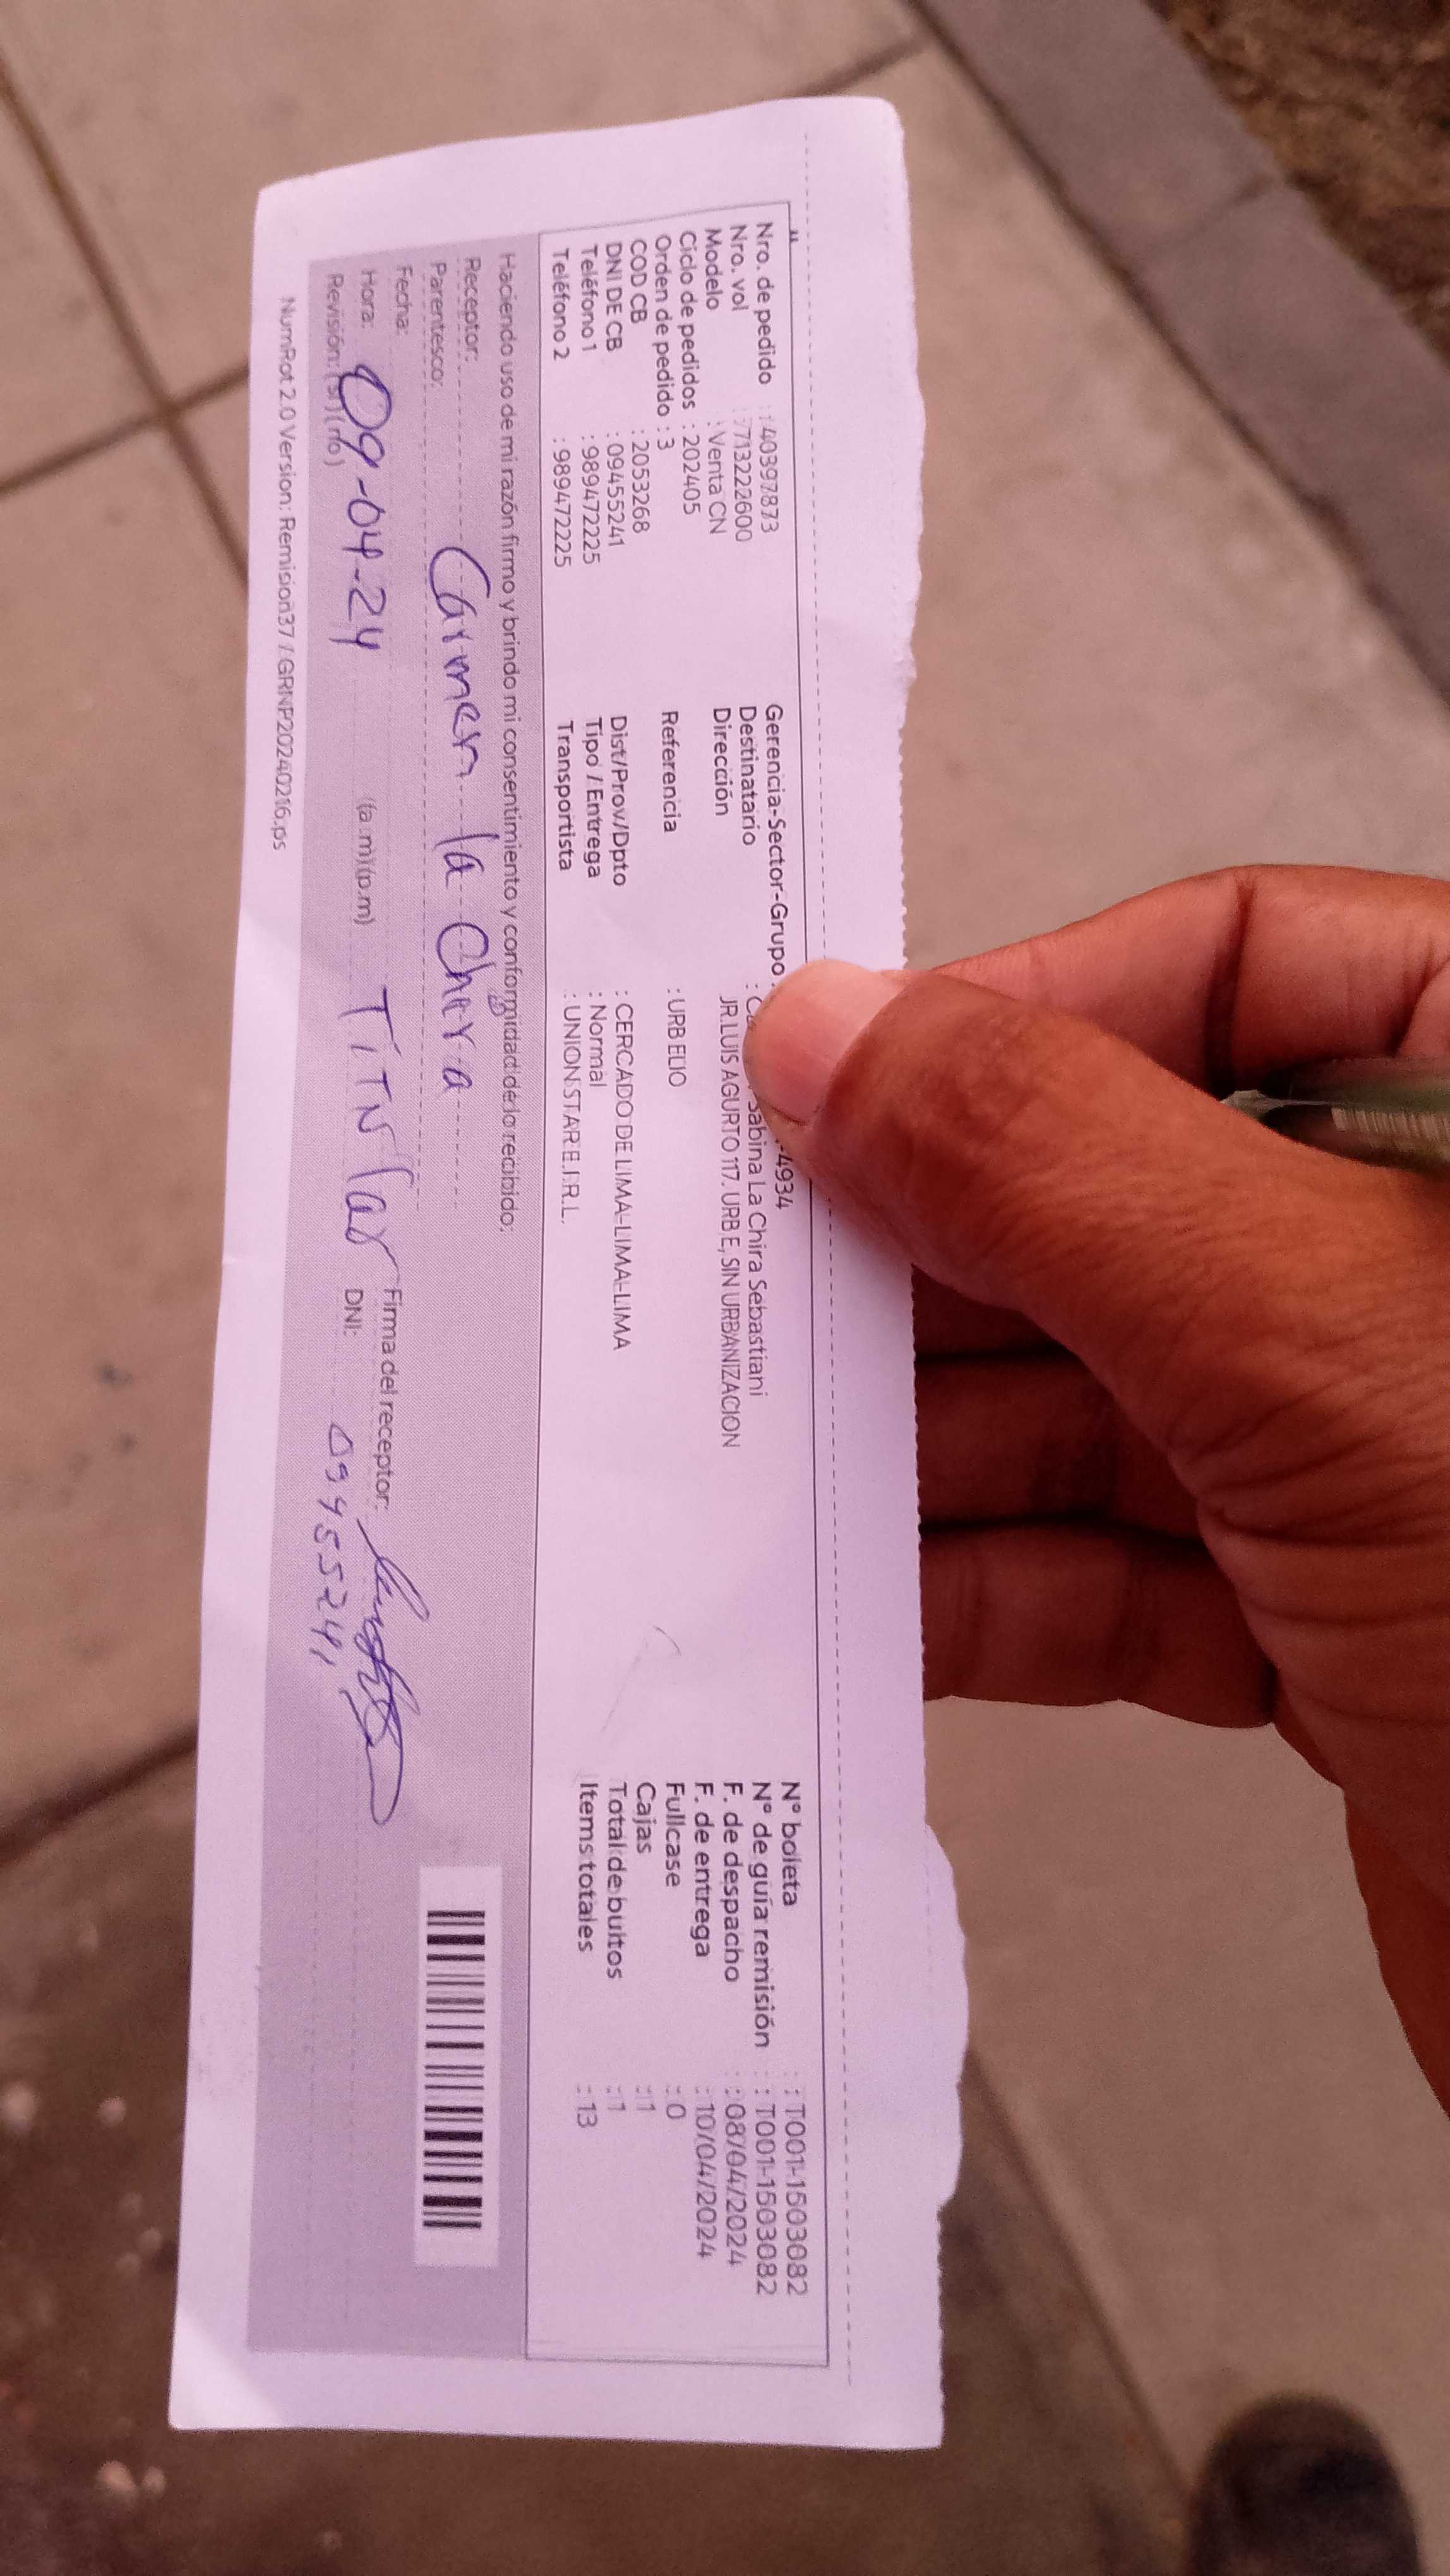 Nro. de pedido : 140397873
Nro. vol : 713222600
Modelo : Venta CN
Ciclo de pedidos : 202405
Orden de pedido : 3
COD CB : 2053268
DNI DE CB : 09455241
Teléfono 1 : 989472225
Teléfono 2 : 989472225
Gerencia-Sector-Grupo : -4934
Destinatario : Sabina La Chira Sebastiani
Dirección JR.LUIS AGURTO 117. URB E, SIN URBANIZACION
Referencia : URB ELIO
Dist/Prov/Dpto : CERCADO DE LIMA-LIMA-LIMA
Tipo / Entrega : Normal
Transportista : UNION STAR E.I.R.L.
N° boleta : T001-1503082
N° de guía remisión : T001-1503082
F. de despacho : 08/04/2024
F. de entrega : 10/04/2024
Fullcase : 0
Cajas : 1
Total de bultos : 1
Items totales : 13
Haciendo uso de mi razón firmo y brindo mi consentimiento y conformidad de lo recibido:
Receptor: Carmen la Chira
Parentesco:
Fecha: 09-04-24 TiTNlar
Hora: (a.m)(p.m) Firma del receptor:
Revisión: (si) (no) DNI: 09455241
NumRot 2.0 Version: Remision37 / GRNP20240216.ps